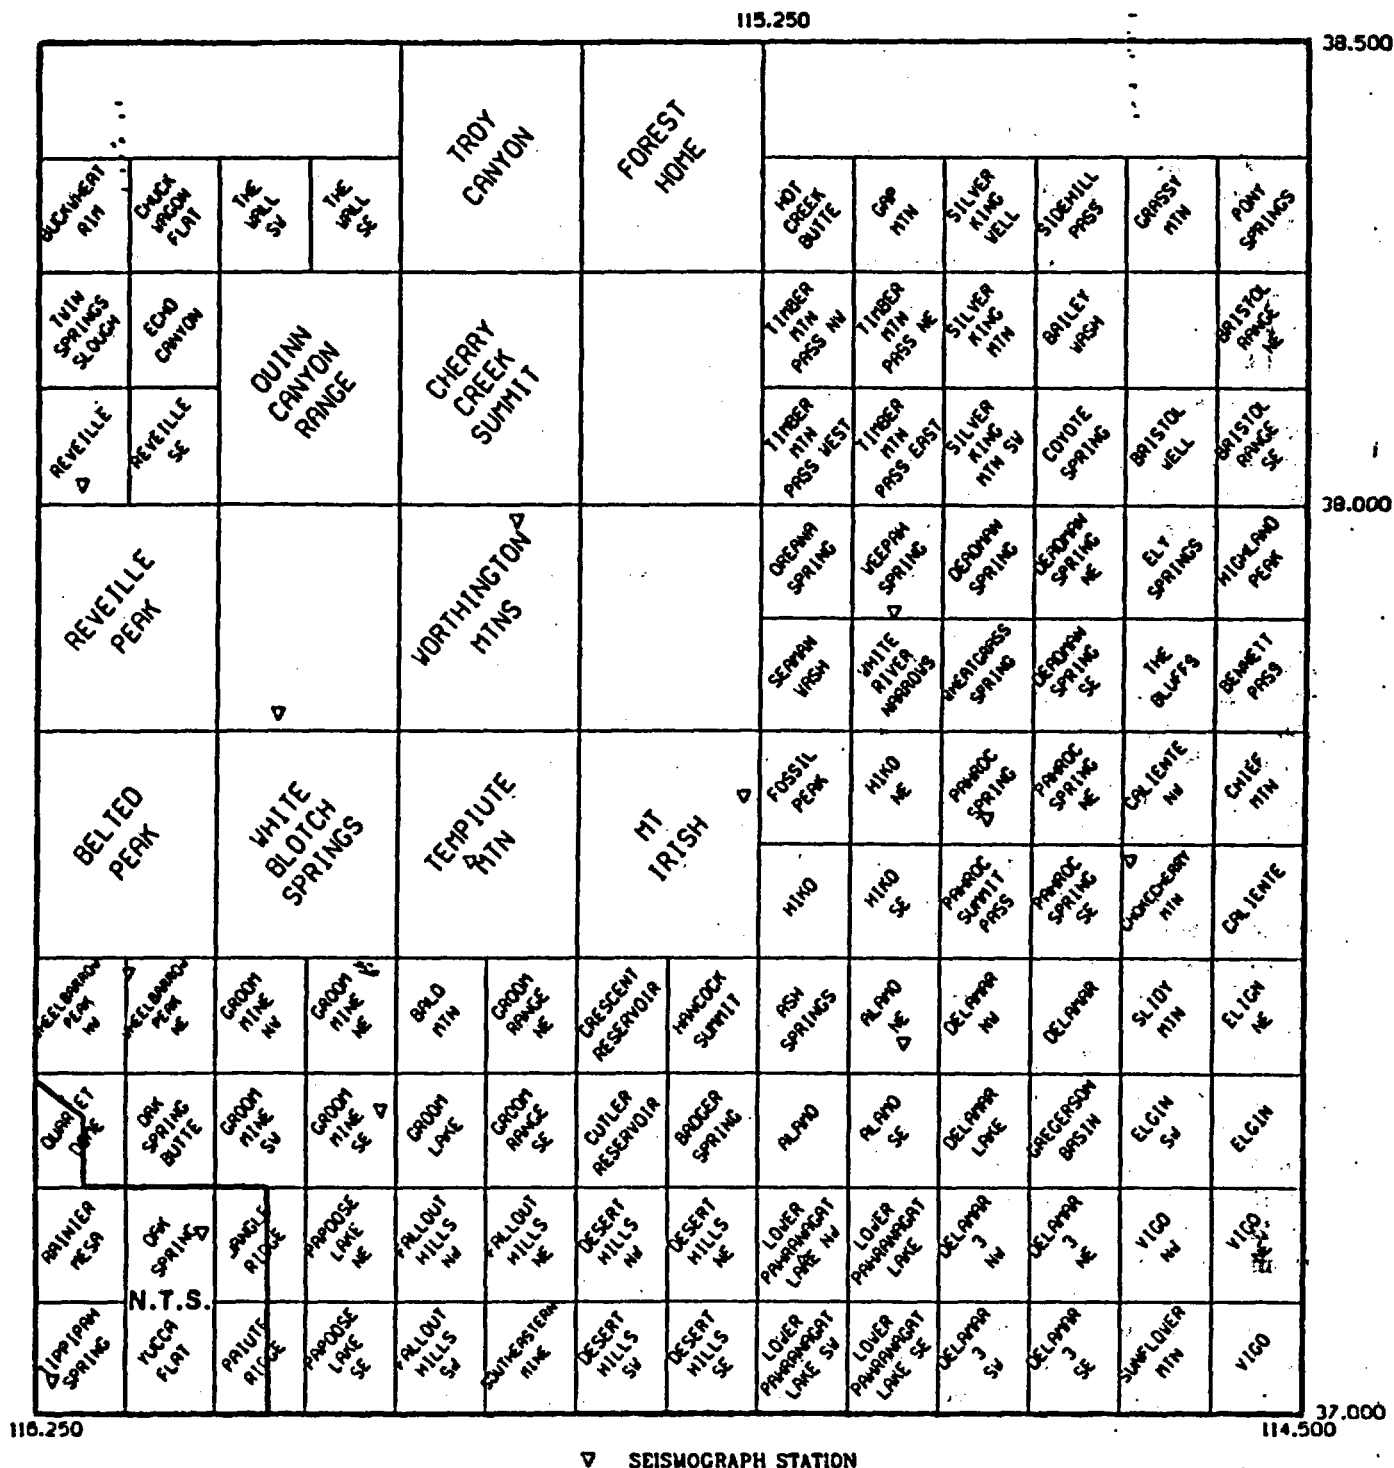 115.250
38.500
TROY
CANYON
FOREST
HOME
BUCKWHEAT
RIM
CHUCK
WAGON
FLAT
THE
WALL
SW
THE
WALL
SE
HOT
CREEK
BUTTE
GAP
MTN
SILVER
KING
WELL
SIDEHILL
PASS
GRASSY
MTN
PONY
SPRINGS
TWIN
SPRINGS
SLOUGH
ECHO
CANYON
QUINN
CANYON
RANGE
CHERRY
CREEK
SUMMIT
TIMBER
MTN
PASS NW
TIMBER
MTN
PASS NE
SILVER
KING
MTN
BAILEY
WASH
BRISTOL
RANGE
NE
REVEILLE
REVEILLE
SE
TIMBER
MTN
PASS WEST
TIMBER
MTN
PASS EAST
SILVER
KING
MTN SW
COYOTE
SPRING
BRISTOL
WELL
BRISTOL
RANGE
SE
38.000
REVEILLE
PEAK
WORTHINGTON
MTNS
OREANA
SPRING
WEEPAH
SPRING
DEADMAN
SPRING
DEADMAN
SPRING
NE
ELY
SPRINGS
HIGHLAND
PEAK
SEAMAN
WASH
WHITE
RIVER
NARROWS
WHEATGRASS
SPRING
DEADMAN
SPRING
SE
THE
BLUFFS
BENNETT
PASS
BELTED
PEAK
WHITE
BLOTCH
SPRINGS
TEMPIUTE
MTN
MT
IRISH
FOSSIL
PEAK
HIKO
NE
PAHROC
SPRING
PAHROC
SPRING
NE
CALIENTE
NW
CHIEF
MTN
HIKO
HIKO
SE
PAHROC
SUMMIT
PASS
PAHROC
SPRING
SE
CHOKECHERRY
MTN
CALIENTE
WHEELBARROW
PEAK
NW
WHEELBARROW
PEAK
NE
GROOM
MINE
NW
GROOM
MINE
NE
BALD
MTN
GROOM
RANGE
NE
CRESCENT
RESERVOIR
HANCOCK
SUMMIT
ASH
SPRINGS
ALAMO
NE
DELAMAR
NW
DELAMAR
SLIDY
MTN
ELIGN
NE
QUARTET
DOME
OAK
SPRING
BUTTE
GROOM
MINE
SW
GROOM
MINE
SE
GROOM
LAKE
GROOM
RANGE
SE
CUTLER
RESERVOIR
BADGER
SPRING
ALAMO
ALAMO
SE
DELAMAR
LAKE
GREGERSON
BASIN
ELGIN
SW
ELGIN
RAINIER
MESA
OAK
SPRING
JANGLE
RIDGE
PAPOOSE
LAKE
NE
FALLOUT
HILLS
NW
FALLOUT
HILLS
NE
DESERT
HILLS
NW
DESERT
HILLS
NE
LOWER
PAHRANAGAT
LAKE NW
LOWER
PAHRANAGAT
LAKE
DELAMAR
3
NW
DELAMAR
3
NE
VIGO
NW
VIGO
N.T.S.
TIPPIPAH
SPRING
YUCCA
FLAT
PAIUTE
RIDGE
PAPOOSE
LAKE
SE
FALLOUT
HILLS
SW
SOUTHEASTERN
MINE
DESERT
HILLS
SW
DESERT
HILLS
SE
LOWER
PAHRANAGAT
LAKE SW
LOWER
PAHRANAGAT
LAKE SE
DELAMAR
3
SW
DELAMAR
3
SE
SUNFLOWER
MTN
VIGO
37.000
116.250
114.500
▽ SEISMOGRAPH STATION